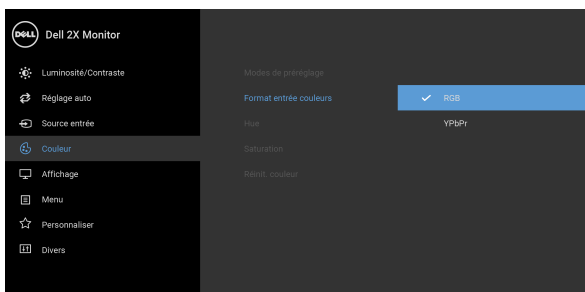 DELL
Dell 2X Monitor
Luminosité/Contraste
Réglage auto
Source entrée
Couleur
Affichage
Menu
Personnaliser
Divers
Modes de préréglage
Format entrée couleurs
Hue
Saturation
Réinit. couleur
RGB
YPbPr